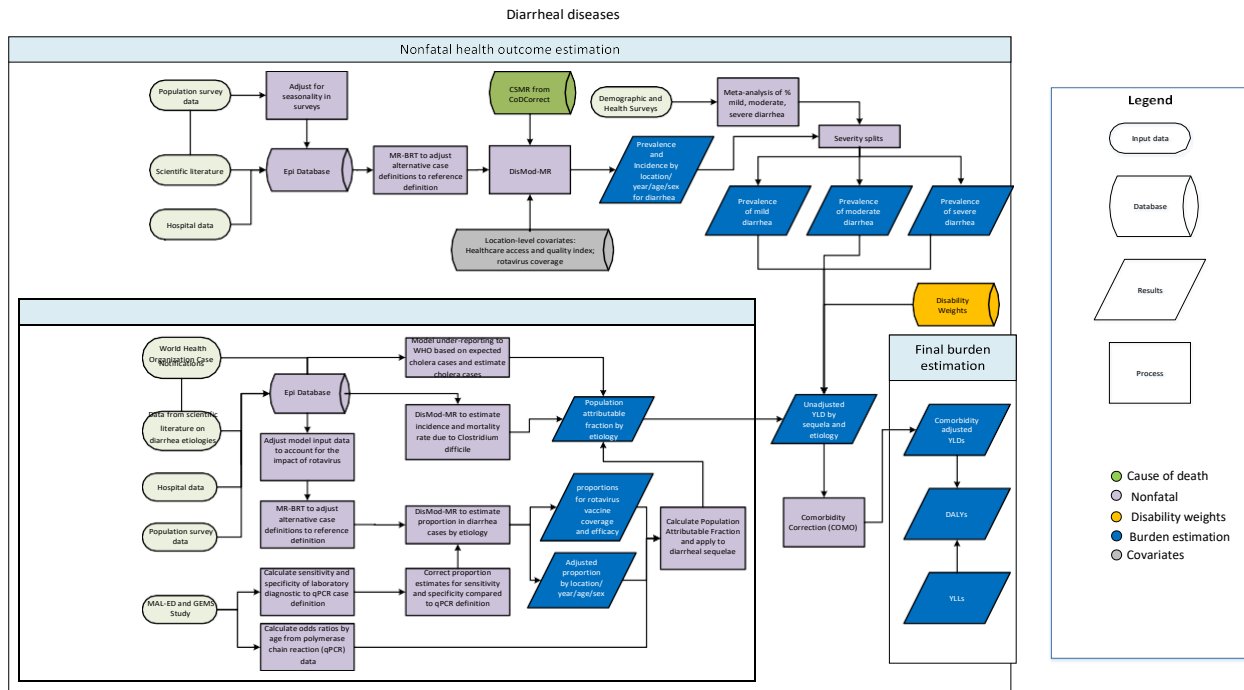 Diarrheal diseases
Nonfatal health outcome estimation
Population survey
data
Adjust for
seasonality in
surveys
CSMR from
CoDCorrect
Demographic and
Health Surveys
Meta-analysis of %
mild, moderate,
severe diarrhea
Severity splits
Scientific literature
Epi Database
MR-BRT to adjust
alternative case
definitions to reference
definition
DisMod-MR
Prevalence
and
Incidence by
location/
year/age/sex
for diarrhea
Prevalence
of mild
diarrhea
Prevalence
of moderate
diarrhea
Prevalence
of severe
diarrhea
Hospital data
Location-level covariates:
Healthcare access and quality index;
rotavirus coverage
Disability
Weights
World Health
Organization Case
Notifications
Model under-reporting to
WHO based on expected
cholera cases and estimate
cholera cases
Epi Database
Data from scientific
literature on
diarrhea etiologies
DisMod-MR to estimate
incidence and mortality
rate due to Clostridium
difficile
Population
attributable
fraction by
etiology
Unadjusted
YLD by
sequela and
etiology
Adjust model input data
to account for the
impact of rotavirus
Hospital data
Population survey
data
MR-BRT to adjust
alternative case
definitions to reference
definition
DisMod-MR to estimate
proportion in diarrhea
cases by etiology
proportions
for rotavirus
vaccine
coverage
and efficacy
Calculate Population
Attributable Fraction
and apply to
diarrheal sequelae
Comorbidity
Correction (COMO)
Calculate sensitivity and
specificity of laboratory
diagnostic to qPCR case
definition
Correct proportion
estimates for sensitivity
and specificity compared
to qPCR definition
Adjusted
proportion
by location/
year/age/sex
MAL-ED and GEMS
Study
Calculate odds ratios by
age from polymerase
chain reaction (qPCR)
data
Final burden
estimation
Comorbidity
adjusted
YLDs
DALYs
YLLs
Legend
Input data
Database
Results
Process
Cause of death
Nonfatal
Disability weights
Burden estimation
Covariates